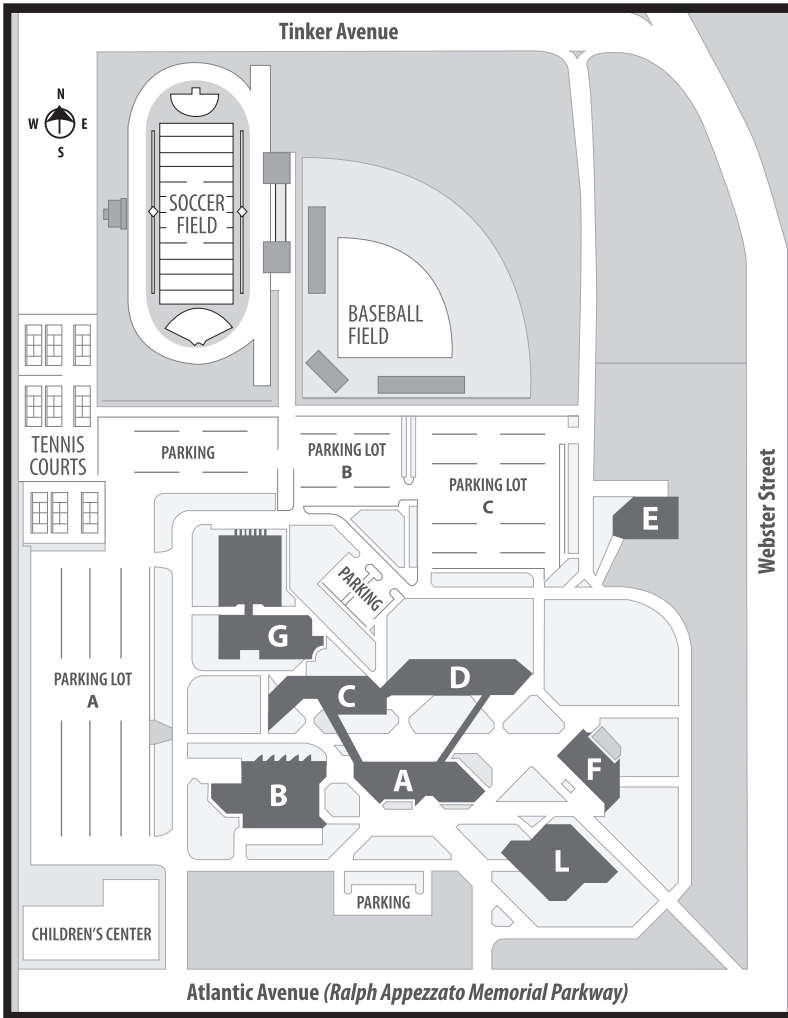 Tinker Avenue
N
W E
S
SOCCER
FIELD
BASEBALL
FIELD
TENNIS
COURTS
PARKING
PARKING LOT
B
PARKING LOT
C
E
Webster Street
PARKING
G
PARKING LOT
A
C
D
B
A
F
L
PARKING
CHILDREN'S CENTER
Atlantic Avenue (Ralph Appezzato Memorial Parkway)